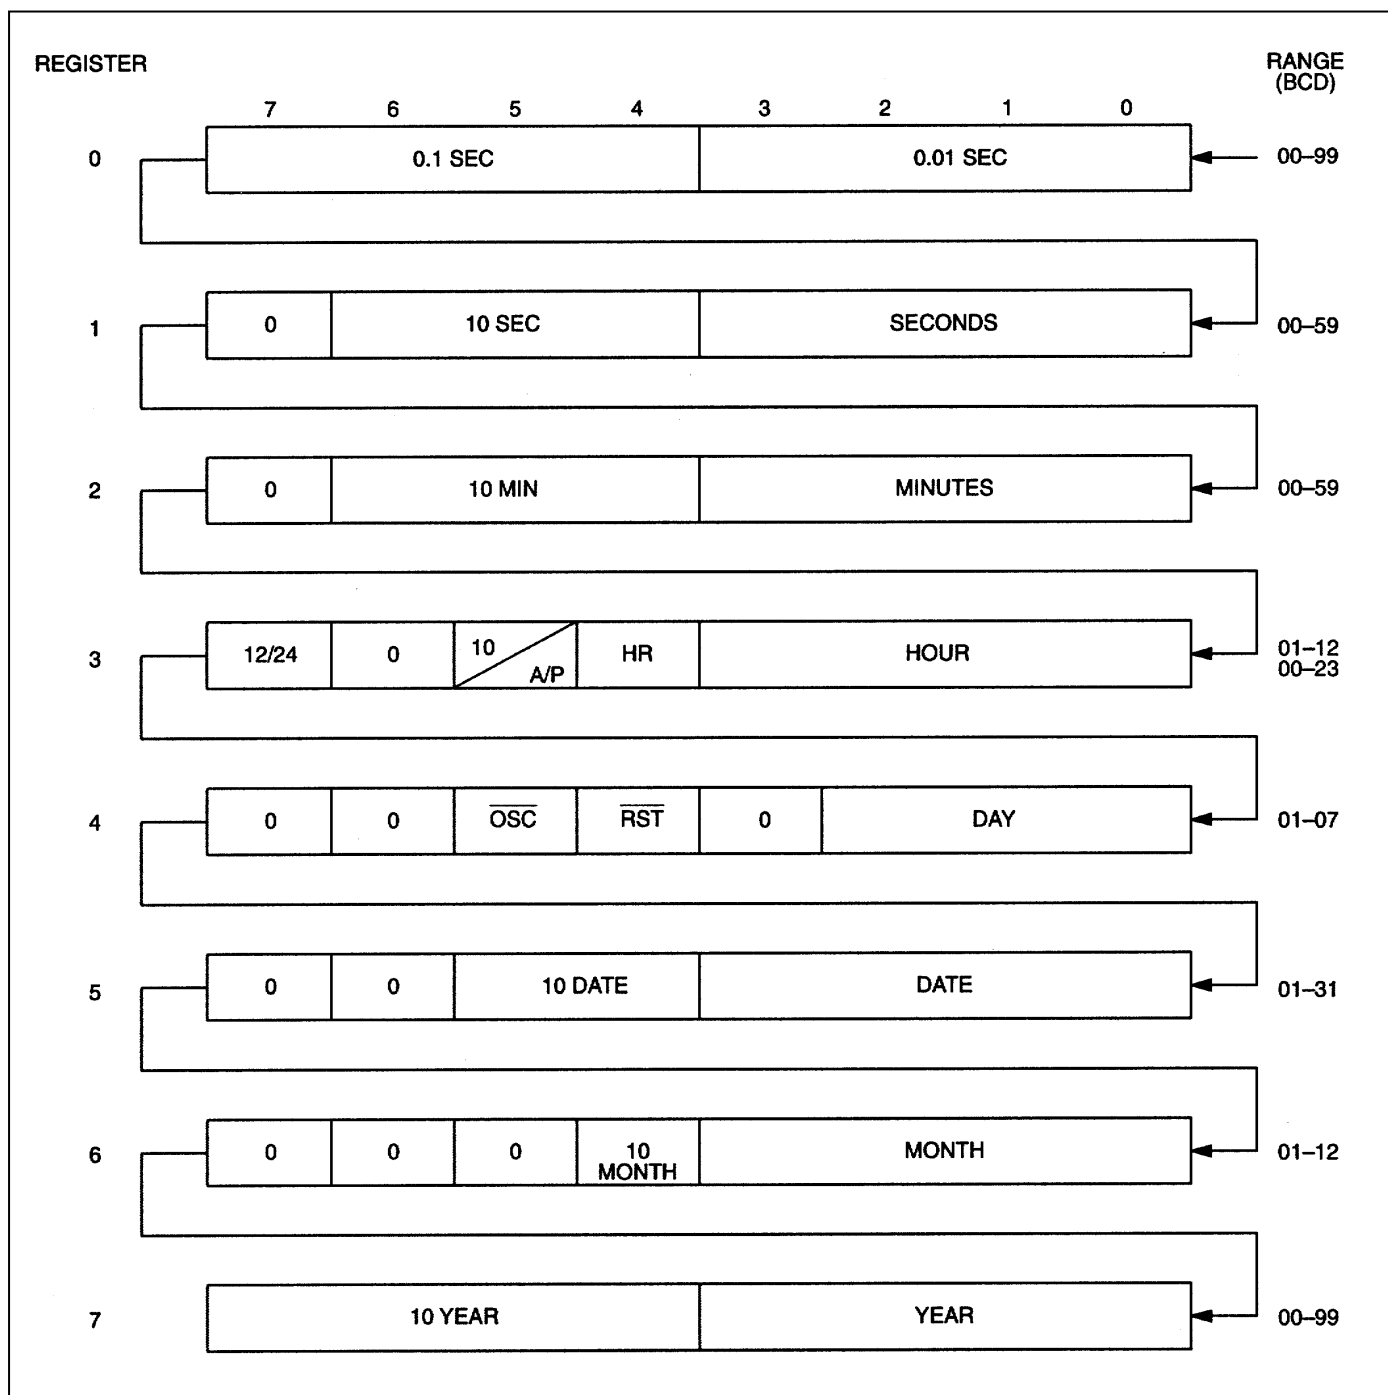 REGISTER
RANGE
(BCD)
7 6 5 4 3 2 1 0
0 0.1 SEC 0.01 SEC 00–99
1 0 10 SEC SECONDS 00–59
2 0 10 MIN MINUTES 00–59
3 12/24 0 10 A/P HR HOUR 01–12
00–23
4 0 0 OSC RST 0 DAY 01–07
5 0 0 10 DATE DATE 01–31
6 0 0 0 10 MONTH 01–12
MONTH
7 10 YEAR YEAR 00–99